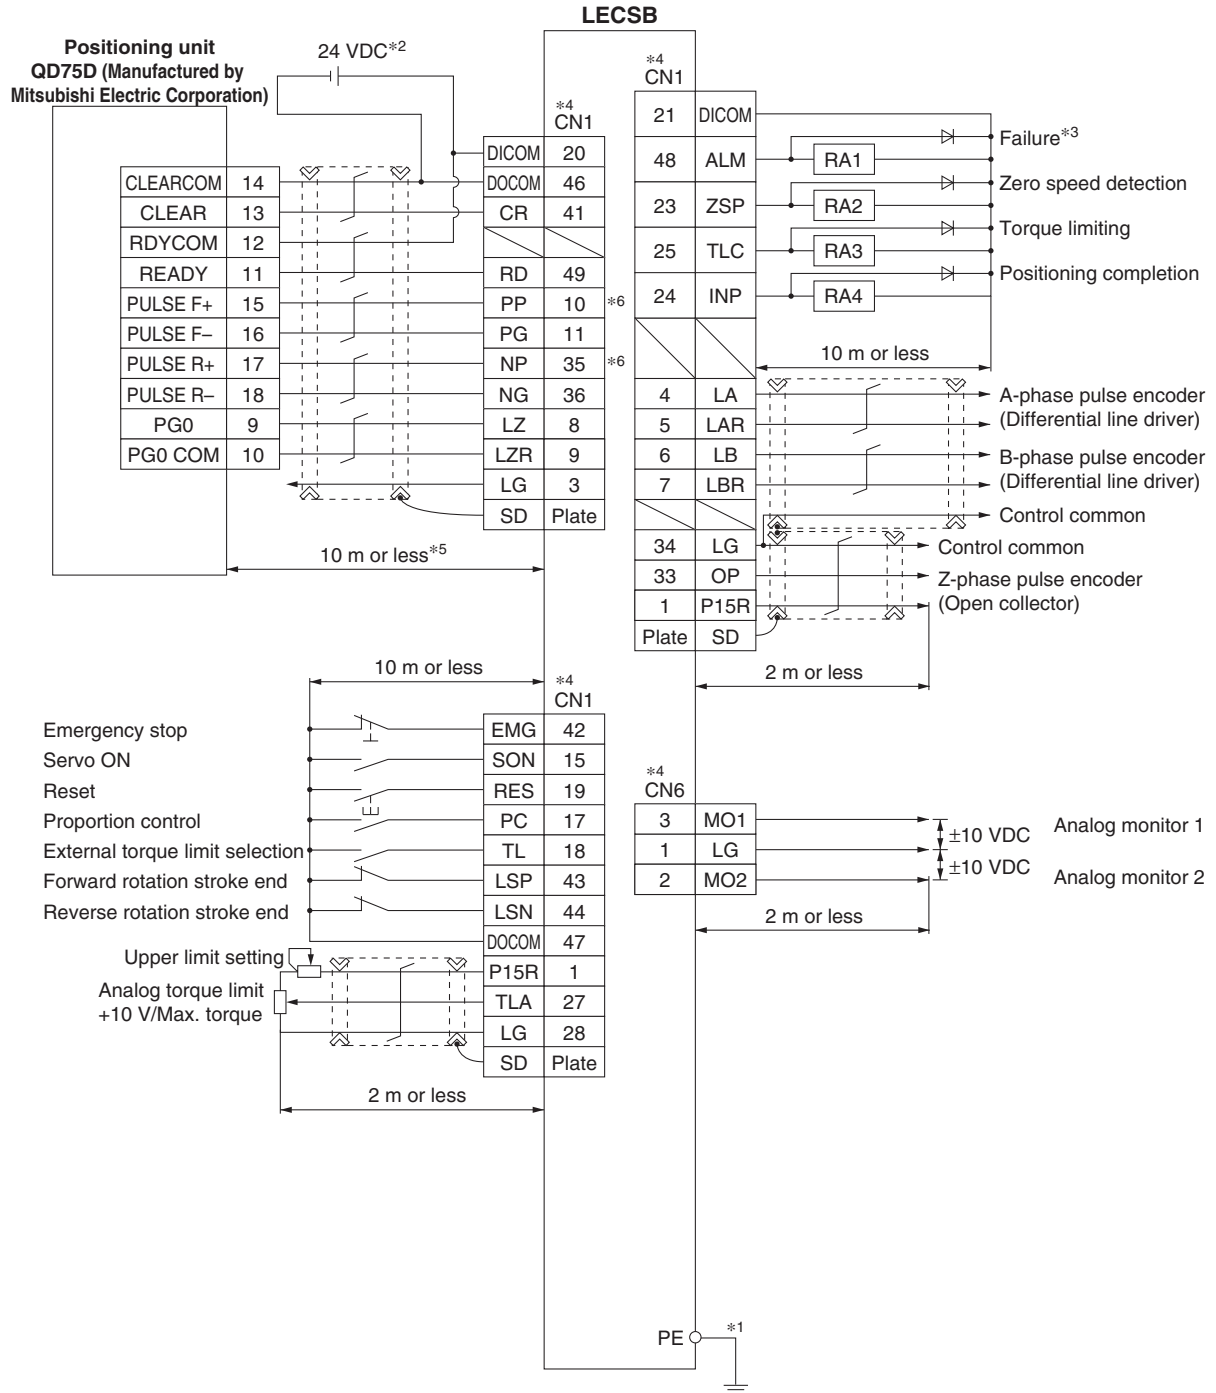 LECSB
Positioning unit
QD75D (Manufactured by
Mitsubishi Electric Corporation)
24 VDC*2
*4
CN1
DICOM 20
CLEARCOM 14 DOCOM 46
CLEAR 13 CR 41
RDYCOM 12
READY 11 RD 49
PULSE F+ 15 PP 10 *6
PULSE F− 16 PG 11
PULSE R+ 17 NP 35 *6
PULSE R− 18 NG 36
PG0 9 LZ 8
PG0 COM 10 LZR 9
LG 3
SD Plate
10 m or less*5
*4
CN1
21 DICOM
Failure*3
48 ALM RA1
Zero speed detection
23 ZSP RA2
Torque limiting
25 TLC RA3
Positioning completion
24 INP RA4
10 m or less
4 LA A-phase pulse encoder
5 LAR (Differential line driver)
6 LB B-phase pulse encoder
7 LBR (Differential line driver)
Control common
34 LG Control common
33 OP Z-phase pulse encoder
1 P15R (Open collector)
Plate SD
2 m or less
10 m or less
*4
CN1
Emergency stop EMG 42
Servo ON SON 15
Reset RES 19
Proportion control PC 17
External torque limit selection TL 18
Forward rotation stroke end LSP 43
Reverse rotation stroke end LSN 44
DOCOM 47
Upper limit setting P15R 1
Analog torque limit
+10 V/Max. torque
TLA 27
LG 28
SD Plate
2 m or less
*4
CN6
3 MO1
±10 VDC Analog monitor 1
1 LG
±10 VDC Analog monitor 2
2 MO2
2 m or less
PE *1